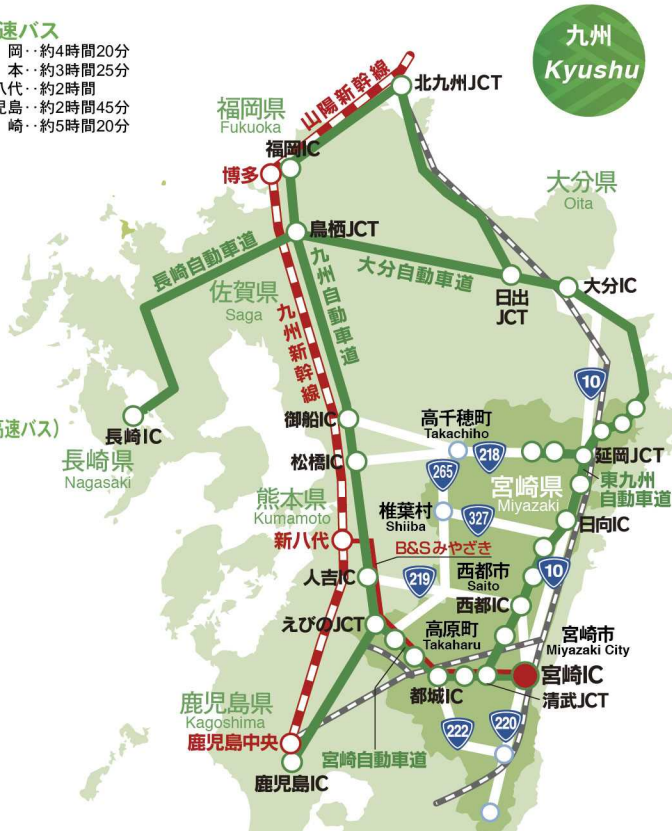 速バス
岡‥約4時間20分
本‥約3時間25分
代‥約2時間
島‥約2時間45分
崎‥約5時間20分
九州
Kyushu
北九州JCT
山陽新幹線
福岡県
Fukuoka
福岡IC
博多
大分県
Oita
鳥栖JCT
長崎自動車道
九州自動車道
大分自動車道
佐賀県
Saga
九州新幹線
日出
JCT
大分IC
10
速バス)
長崎IC
長崎県
Nagasaki
御船IC
高千穂町
Takachiho
218
松橋IC
265
延岡JCT
宮崎県
Miyazaki
東九州
自動車道
熊本県
Kumamoto
椎葉村
Shiiba
327
日向IC
新八代
B&Sみやざき
人吉IC
219
西都市
Saito
10
西都IC
えびのJCT
高原町
Takaharu
宮崎市
Miyazaki City
宮崎IC
都城IC
清武JCT
鹿児島県
Kagoshima
鹿児島中央
222
220
宮崎自動車道
鹿児島IC